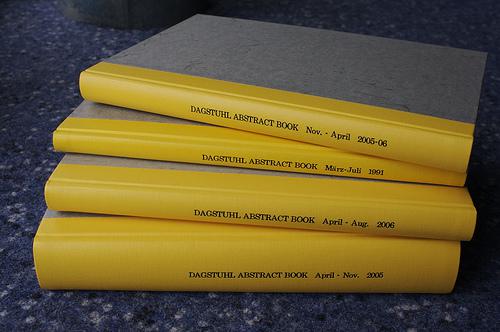 DAGSTUHL ABSTRACT BOOK Nov. - April 2005-06
DAGSTUHL ABSTRACT BOOK März-Juli 1991
DAGSTUHL ABSTRACT BOOK April - Aug. 2006
DAGSTUHL ABSTRACT BOOK April - Nov. 2005